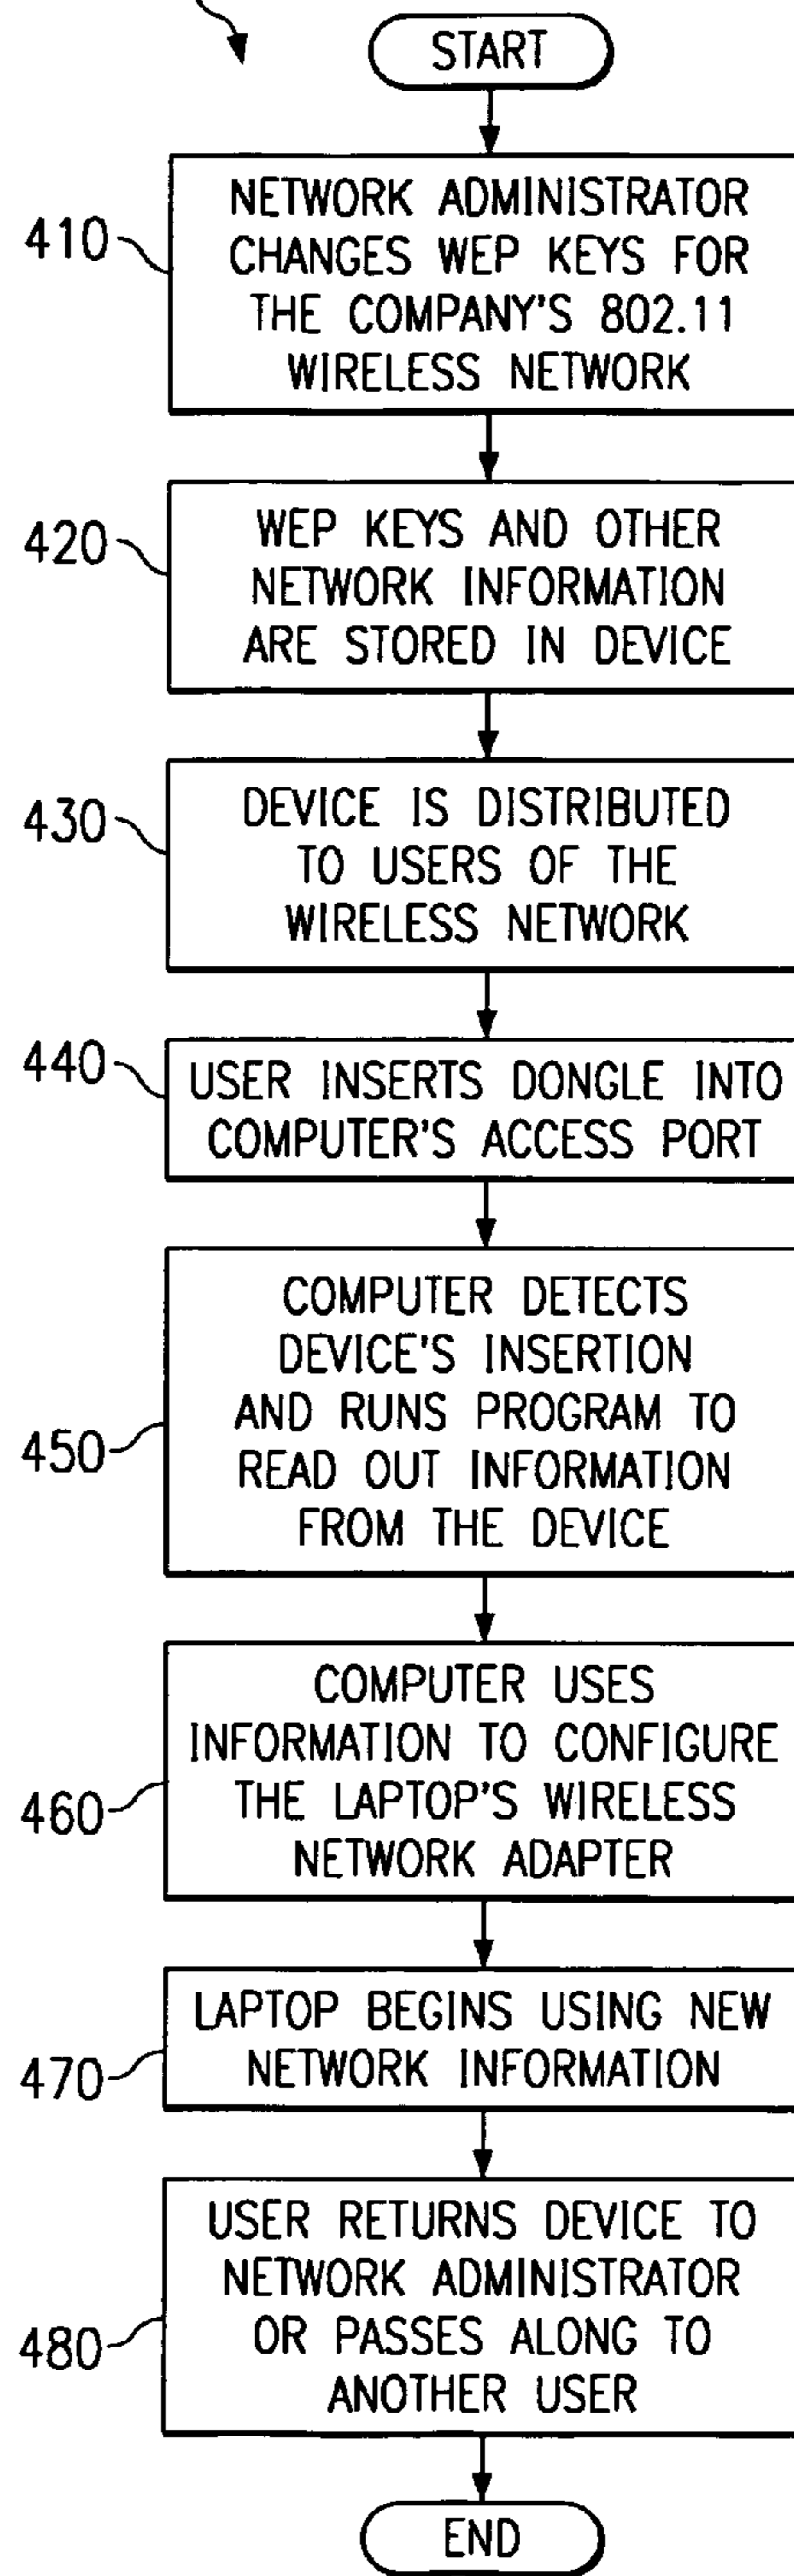 START
410
NETWORK ADMINISTRATOR
CHANGES WEP KEYS FOR
THE COMPANY'S 802.11
WIRELESS NETWORK
420
WEP KEYS AND OTHER
NETWORK INFORMATION
ARE STORED IN DEVICE
430
DEVICE IS DISTRIBUTED
TO USERS OF THE
WIRELESS NETWORK
440
USER INSERTS DONGLE INTO
COMPUTER'S ACCESS PORT
450
COMPUTER DETECTS
DEVICE'S INSERTION
AND RUNS PROGRAM TO
READ OUT INFORMATION
FROM THE DEVICE
460
COMPUTER USES
INFORMATION TO CONFIGURE
THE LAPTOP'S WIRELESS
NETWORK ADAPTER
470
LAPTOP BEGINS USING NEW
NETWORK INFORMATION
480
USER RETURNS DEVICE TO
NETWORK ADMINISTRATOR
OR PASSES ALONG TO
ANOTHER USER
END